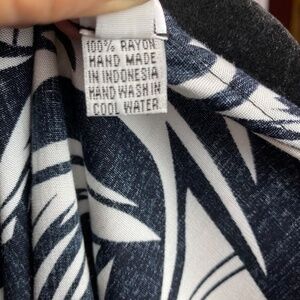 100% RAYON
HAND MADE
IN INDONESIA
HAND WASH IN
COOL WATER